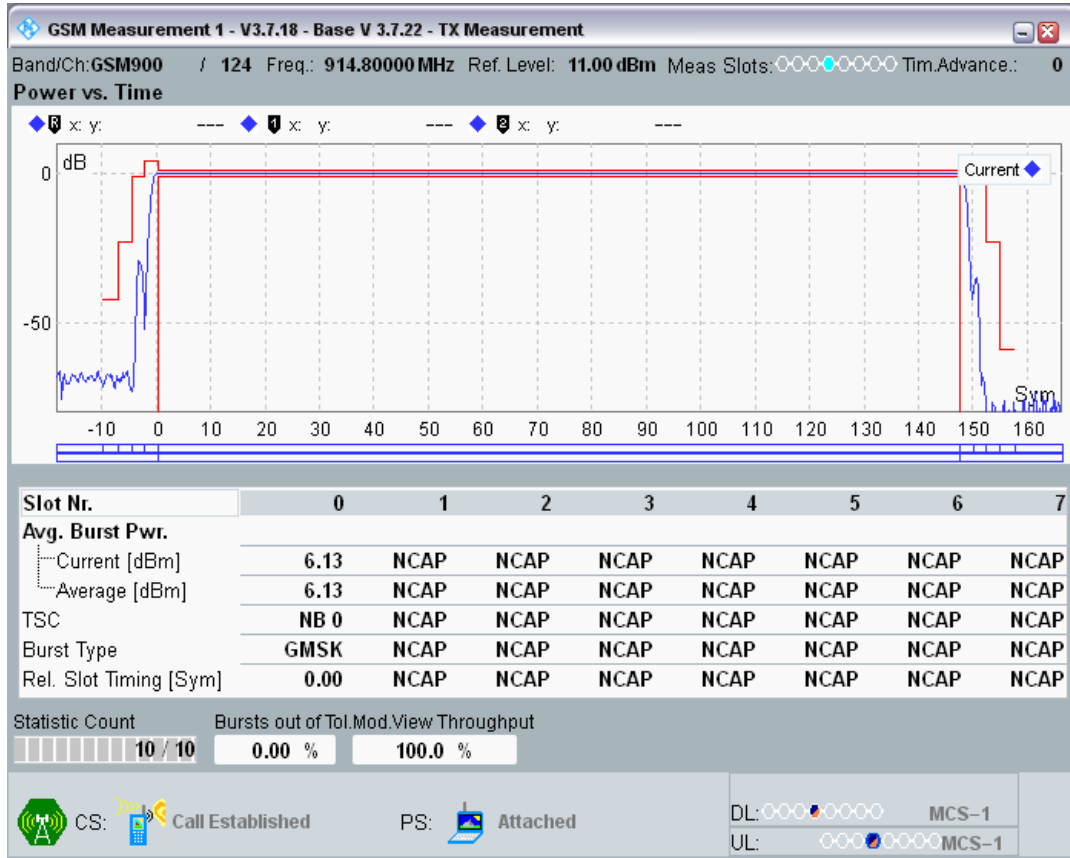 GSM Measurement 1 - V3.7.18 - Base V 3.7.22 - TX Measurement
Band/Ch:GSM900 / 124 Freq.: 914.80000 MHz Ref. Level: 11.00 dBm Meas Slots: Tim.Advance.: 0
Power vs. Time
R x: y: --- 1 x: y: --- 2 x: y: ---
dB
Current
0
-50
Sym
-10 0 10 20 30 40 50 60 70 80 90 100 110 120 130 140 150 160
Slot Nr. 0 1 2 3 4 5 6 7
Avg. Burst Pwr.
Current [dBm] 6.13 NCAP NCAP NCAP NCAP NCAP NCAP NCAP
Average [dBm] 6.13 NCAP NCAP NCAP NCAP NCAP NCAP NCAP
TSC NB 0 NCAP NCAP NCAP NCAP NCAP NCAP NCAP
Burst Type GMSK NCAP NCAP NCAP NCAP NCAP NCAP NCAP
Rel. Slot Timing [Sym] 0.00 NCAP NCAP NCAP NCAP NCAP NCAP NCAP
Statistic Count Bursts out of Tol. Mod.View Throughput
10 / 10 0.00 % 100.0 %
CS: Call Established PS: Attached
DL: MCS-1
UL: MCS-1